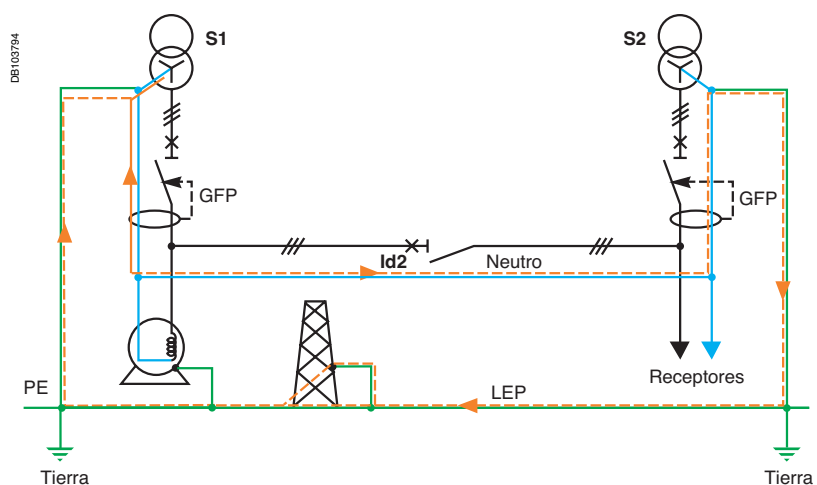 DB103794
S1
S2
GFP
GFP
Id2
Neutro
Receptores
PE
LEP
Tierra
Tierra